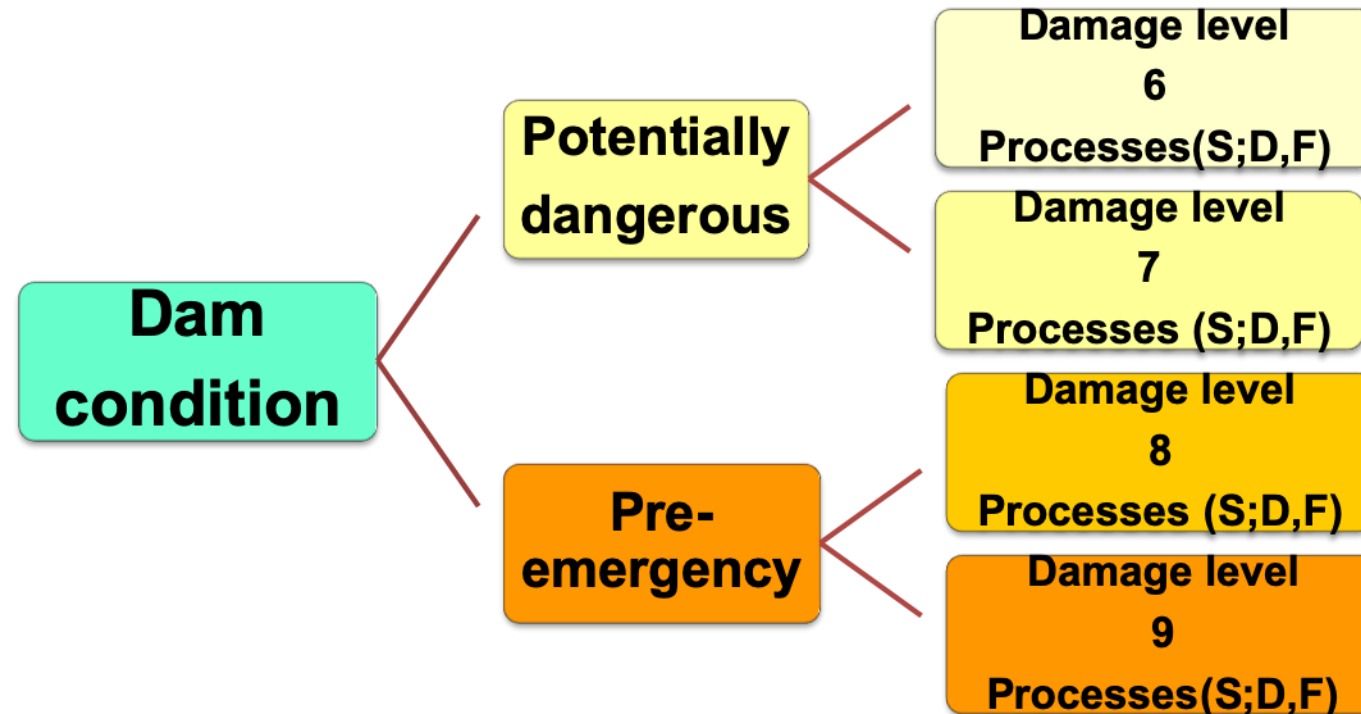 Dam
condition
Potentially
dangerous
Damage level
6
Processes(S;D,F)
Damage level
7
Processes (S;D,F)
Pre-
emergency
Damage level
8
Processes (S;D,F)
Damage level
9
Processes(S;D,F)